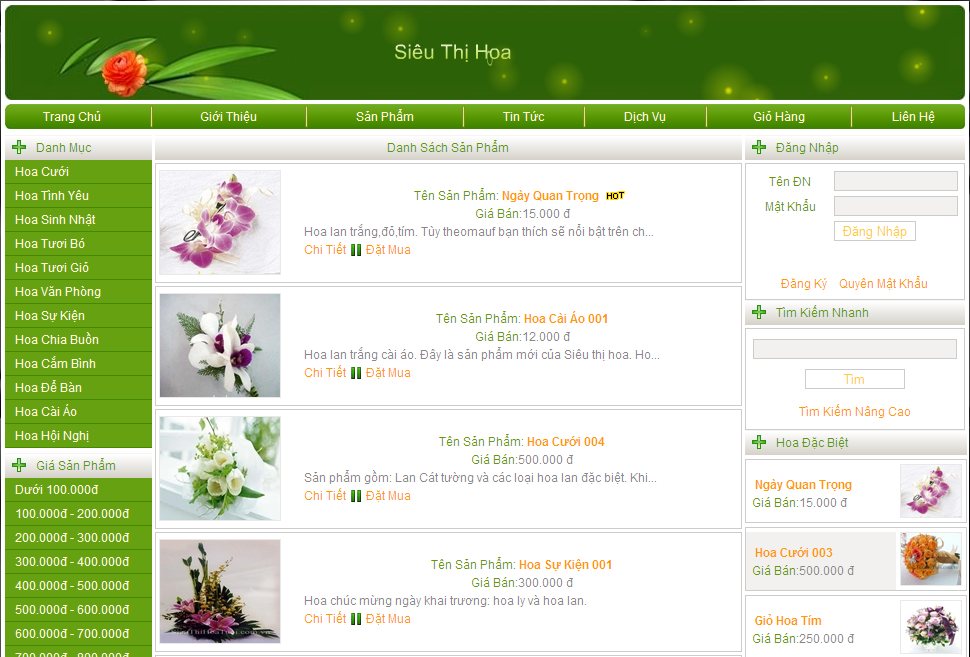 Siêu Thị Hoa
Trang Chủ
Giới Thiệu
Sản Phẩm
Tin Tức
Dịch Vụ
Giỏ Hàng
Liên Hệ
Danh Mục
Hoa Cưới
Hoa Tình Yêu
Hoa Sinh Nhật
Hoa Tươi Bó
Hoa Tươi Giỏ
Hoa Văn Phòng
Hoa Sự Kiện
Hoa Chia Buồn
Hoa Cắm Bình
Hoa Để Bàn
Hoa Cài Áo
Hoa Hội Nghị
Giá Sản Phẩm
Dưới 100.000đ
100.000đ - 200.000đ
200.000đ - 300.000đ
300.000đ - 400.000đ
400.000đ - 500.000đ
500.000đ - 600.000đ
600.000đ - 700.000đ
700.000đ - 800.000đ
Danh Sách Sản Phẩm
Tên Sản Phẩm: Ngày Quan Trọng HOT
Giá Bán:15.000 đ
Hoa lan trắng,đỏ,tím. Tùy theomauf bạn thích sẽ nổi bật trên ch...
Chi Tiết Đặt Mua
Tên Sản Phẩm: Hoa Cài Áo 001
Giá Bán:12.000 đ
Hoa lan trắng cài áo. Đây là sản phẩm mới của Siêu thị hoa. Ho...
Chi Tiết Đặt Mua
Tên Sản Phẩm: Hoa Cưới 004
Giá Bán:500.000 đ
Sản phẩm gồm: Lan Cát tường và các loại hoa lan đặc biệt. Khi...
Chi Tiết Đặt Mua
Tên Sản Phẩm: Hoa Sự Kiện 001
Giá Bán:300.000 đ
Hoa chúc mừng ngày khai trương: hoa ly và hoa lan.
Chi Tiết Đặt Mua
Đăng Nhập
Tên ĐN
Mật Khẩu
Đăng Nhập
Đăng Ký Quyên Mật Khẩu
Tìm Kiếm Nhanh
Tìm
Tìm Kiếm Nâng Cao
Hoa Đặc Biệt
Ngày Quan Trọng
Giá Bán:15.000 đ
Hoa Cưới 003
Giá Bán:500.000 đ
Giỏ Hoa Tím
Giá Bán:250.000 đ